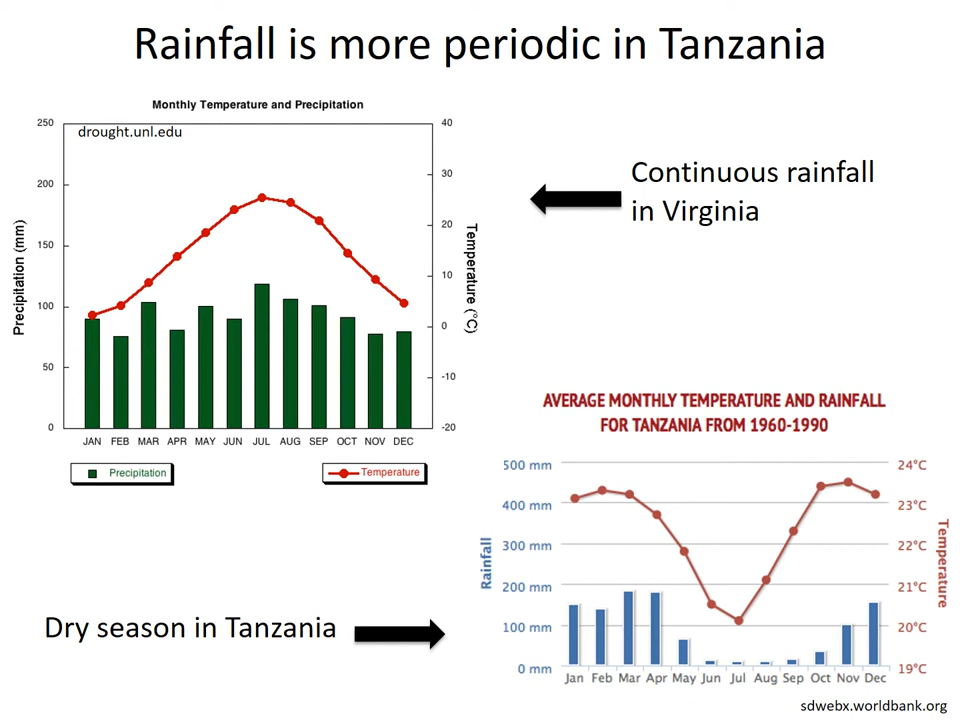 Rainfall is more periodic in Tanzania
Monthly Temperature and Precipitation
drought.unl.edu
250
200
150
100
50
0
Precipitation (mm)
40
30
20
10
0
-10
-20
Temperature (°C)
JAN FEB MAR APR MAY JUN JUL AUG SEP OCT NOV DEC
Precipitation
Temperature
Continuous rainfall
in Virginia
AVERAGE MONTHLY TEMPERATURE AND RAINFALL
FOR TANZANIA FROM 1960-1990
500 mm
400 mm
300 mm
200 mm
100 mm
0 mm
Rainfall
24°C
23°C
22°C
21°C
20°C
19°C
Temperature
Jan Feb Mar Apr May Jun Jul Aug Sep Oct Nov Dec
Dry season in Tanzania
sdwebx.worldbank.org